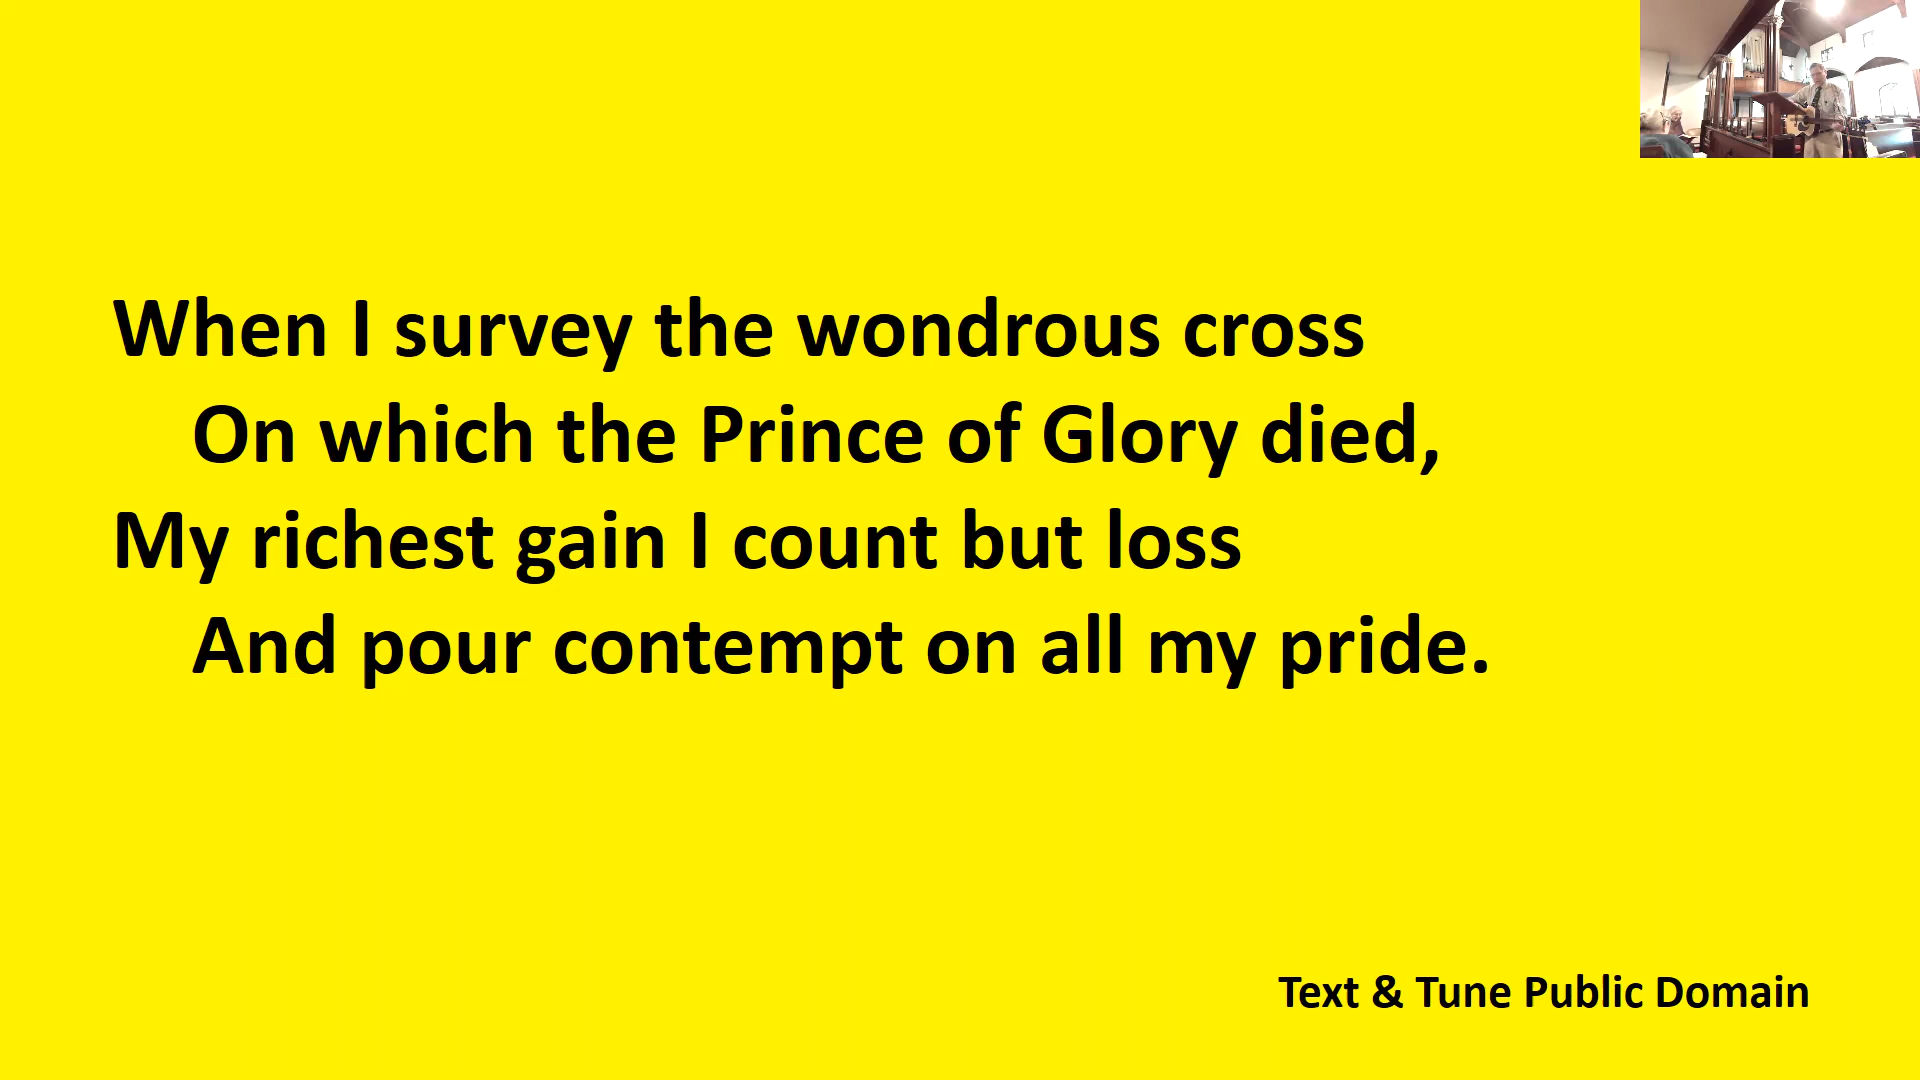 When I survey the wondrous cross
On which the Prince of Glory died,
My richest gain I count but loss
And pour contempt on all my pride.
Text & Tune Public Domain